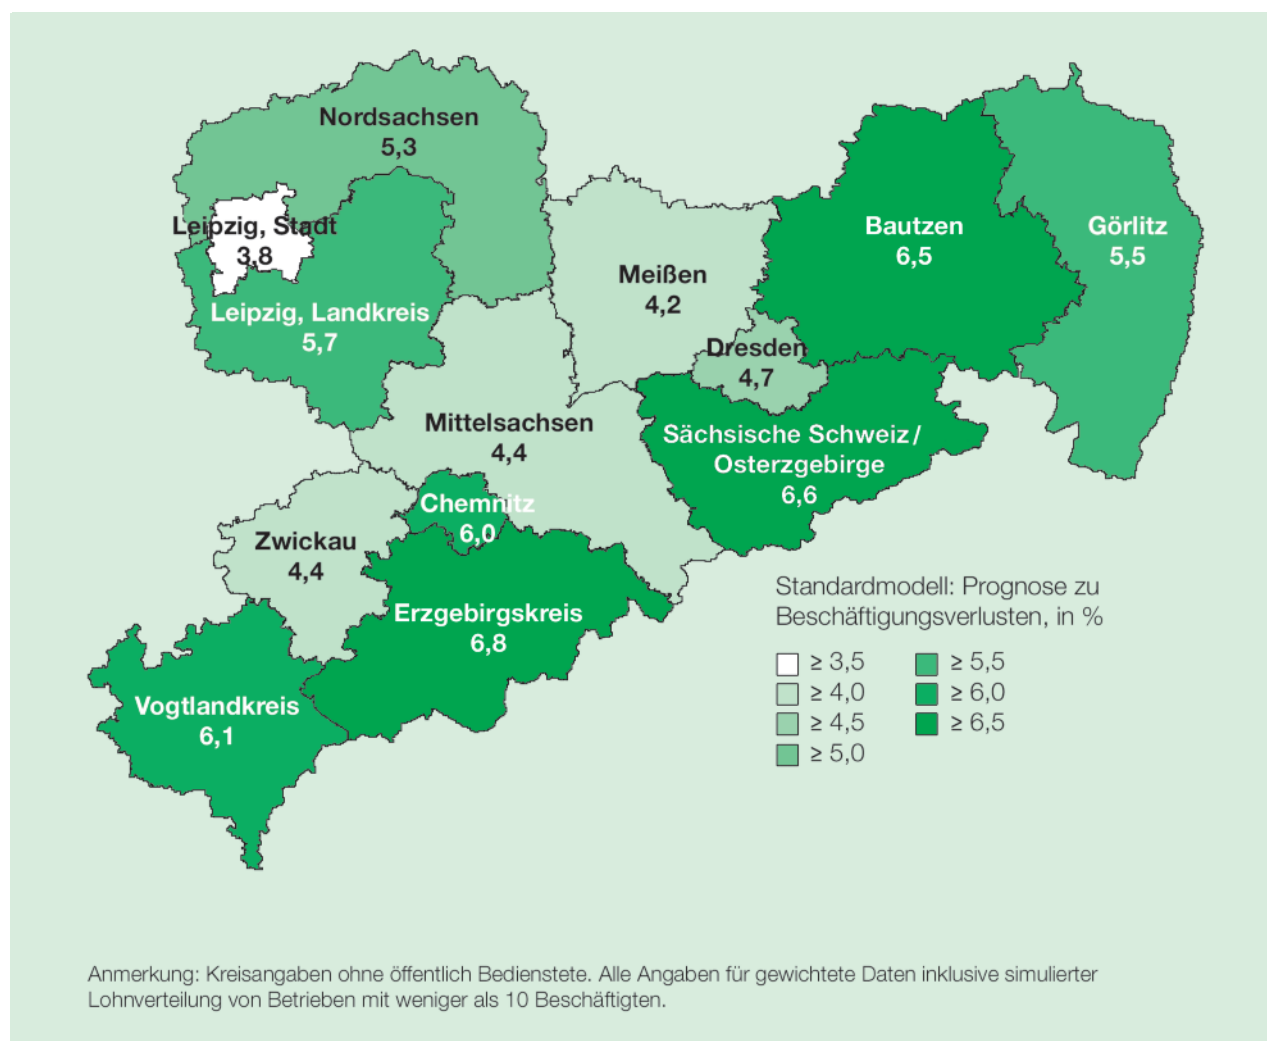 Nordsachsen
5,3
Leipzig, Stadt
3,8
Leipzig, Landkreis
5,7
Meißen
4,2
Dresden
4,7
Bautzen
6,5
Görlitz
5,5
Mittelsachsen
4,4
Sächsische Schweiz/
Osterzgebirge
6,6
Chemnitz
6,0
Zwickau
4,4
Erzgebirgskreis
6,8
Vogtlandkreis
6,1
Standardmodell: Prognose zu
Beschäftigungsverlusten, in %
≥ 3,5
≥ 4,0
≥ 4,5
≥ 5,0
≥ 5,5
≥ 6,0
≥ 6,5
Anmerkung: Kreisangaben ohne öffentlich Bedienstete. Alle Angaben für gewichtete Daten inklusive simulierter
Lohnverteilung von Betrieben mit weniger als 10 Beschäftigten.